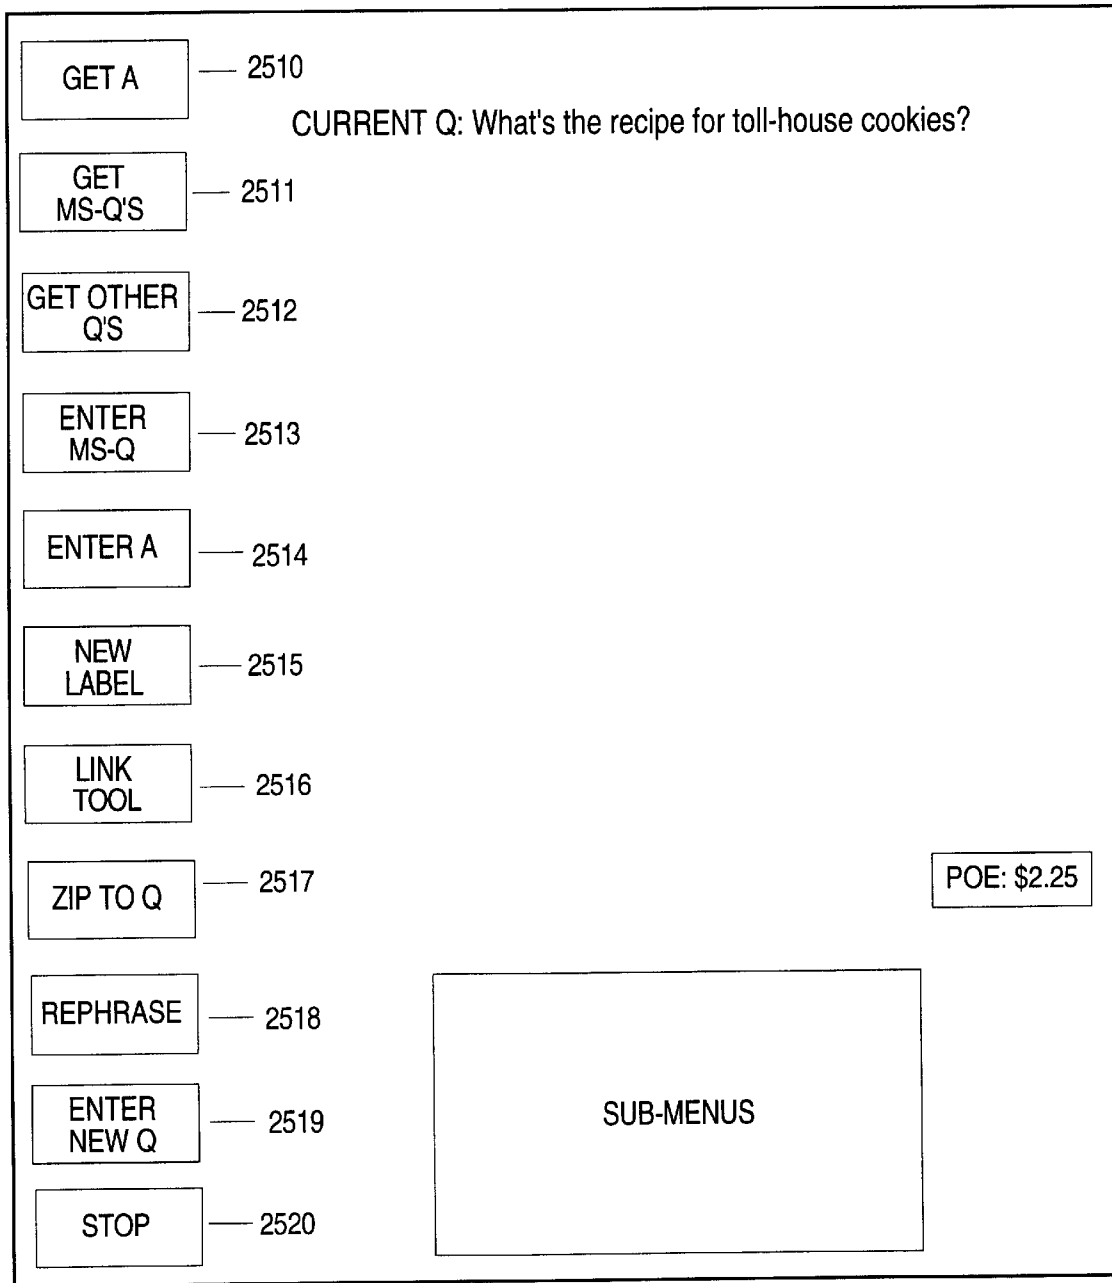 GET A
2510
CURRENT Q: What's the recipe for toll-house cookies?
GET
MS-Q'S
2511
GET OTHER
Q'S
2512
ENTER
MS-Q
2513
ENTER A
2514
NEW
LABEL
2515
LINK
TOOL
2516
ZIP TO Q
2517
POE: $2.25
REPHRASE
2518
ENTER
NEW Q
2519
SUB-MENUS
STOP
2520